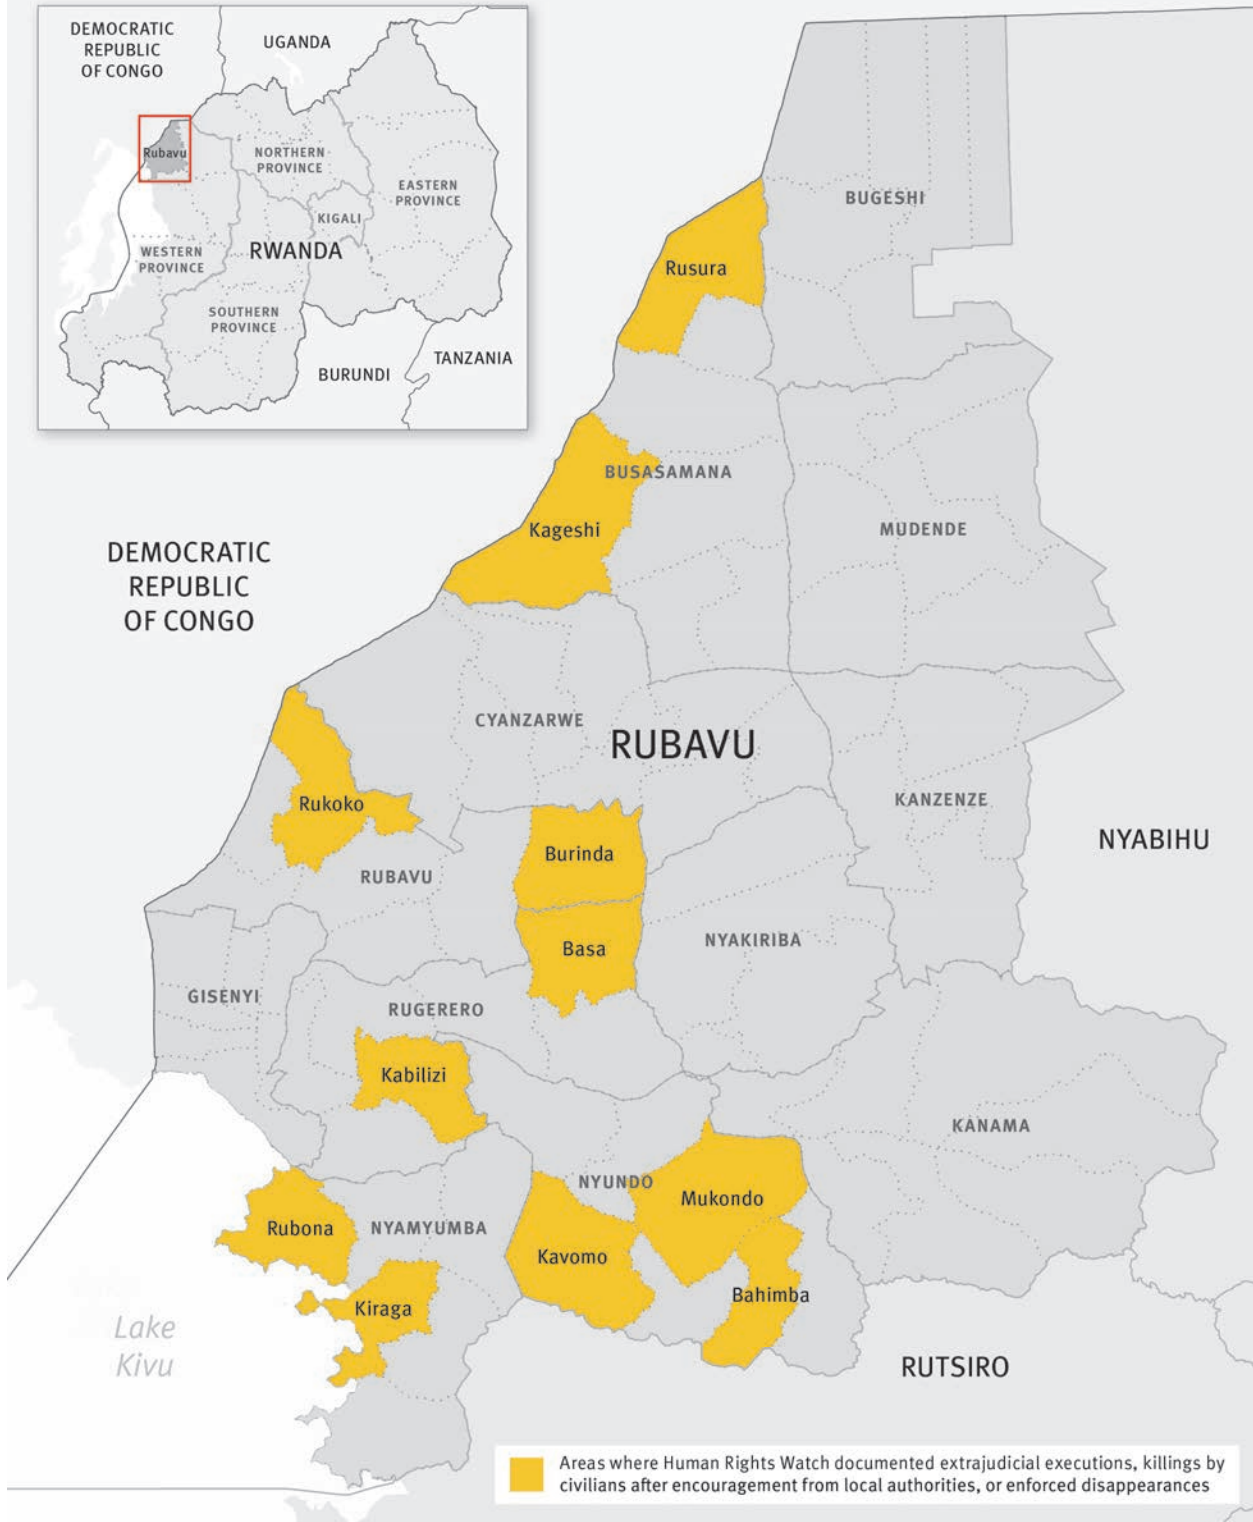 DEMOCRATIC
REPUBLIC
OF CONGO
UGANDA
Rubavu
NORTHERN
PROVINCE
EASTERN
PROVINCE
KIGALI
WESTERN
PROVINCE
RWANDA
SOUTHERN
PROVINCE
BURUNDI
TANZANIA
BUGESHI
Rusura
BUSASAMANA
Kageshi
MUDENDE
DEMOCRATIC
REPUBLIC
OF CONGO
CYANZARWE
RUBAVU
Rukoko
KANZENZE
NYABIHU
Burinda
RUBAVU
Basa
NYAKIRIBA
GISENYI
RUGERERO
Kabilizi
KANAMA
NYUNDO
Mukondo
Rubona
NYAMYUMBA
Kavomo
Bahimba
Kiraga
Lake
Kivu
RUTSIRO
Areas where Human Rights Watch documented extrajudicial executions, killings by
civilians after encouragement from local authorities, or enforced disappearances